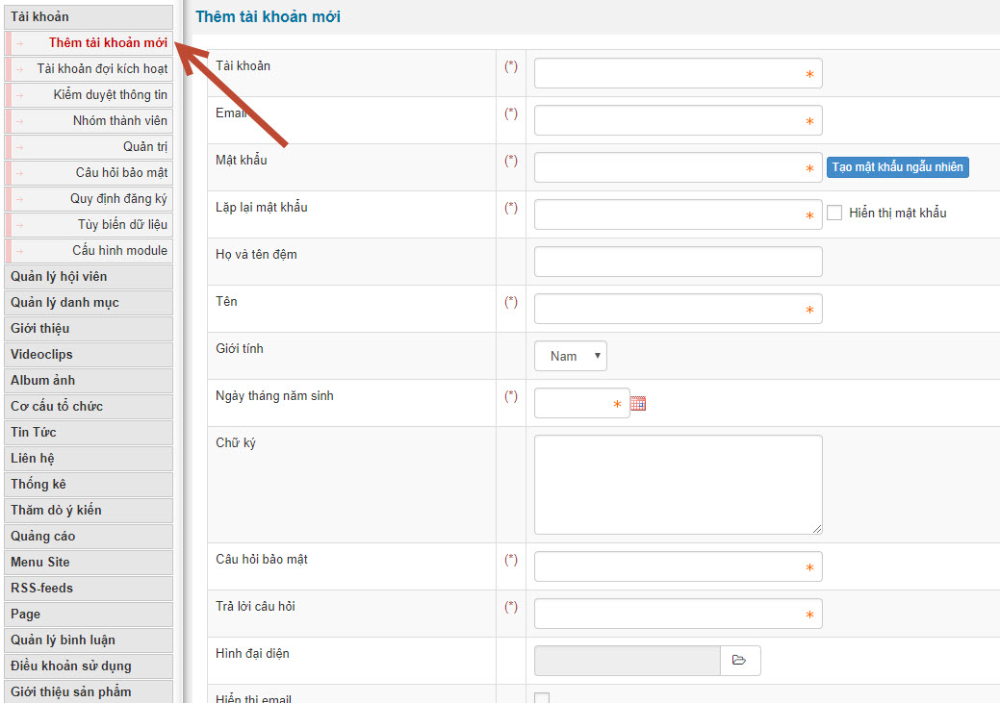 Tài khoản
Thêm tài khoản mới
Tài khoản đợi kích hoạt
Kiểm duyệt thông tin
Nhóm thành viên
Quản trị
Câu hỏi bảo mật
Quy định đăng ký
Tùy biến dữ liệu
Cấu hình module
Quản lý hội viên
Quản lý danh mục
Giới thiệu
Videoclips
Album ảnh
Cơ cấu tổ chức
Tin Tức
Liên hệ
Thống kê
Thăm dò ý kiến
Quảng cáo
Menu Site
RSS-feeds
Page
Quản lý bình luận
Điều khoản sử dụng
Giới thiệu sản phẩm
Thêm tài khoản mới
Tài khoản (*) *
Email (*) *
Mật khẩu (*) * Tạo mật khẩu ngẫu nhiên
Lặp lại mật khẩu (*) * Hiển thị mật khẩu
Họ và tên đệm
Tên (*) *
Giới tính Nam
Ngày tháng năm sinh (*) *
Chữ ký
Câu hỏi bảo mật (*) *
Trả lời câu hỏi (*) *
Hình đại diện
Hiển thị email